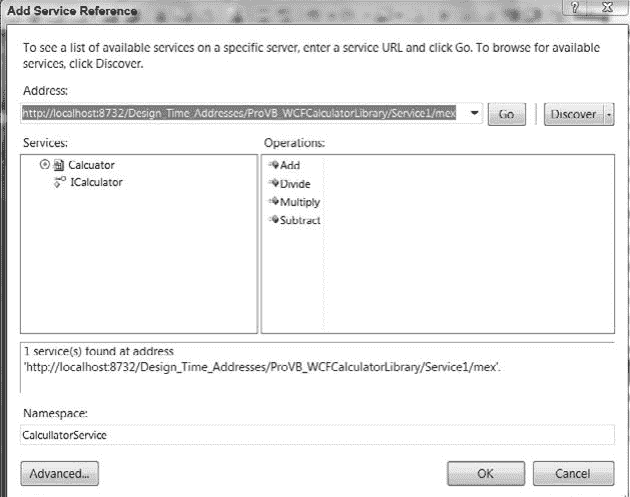 Add Service Reference
To see a list of available services on a specific server, enter a service URL and click Go. To browse for available
services, click Discover.
Address:
http://localhost:8732/Design_Time_Addresses/ProVB_WCFCalculatorLibrary/Service1/mex
Go
Discover
Services:
Operations:
Calcuator
ICalculator
Add
Divide
Multiply
Subtract
1 service(s) found at address
'http://localhost:8732/Design_Time_Addresses/ProVB_WCFCalculatorLibrary/Service1/mex'.
Namespace:
CalcullatorService
Advanced...
OK
Cancel